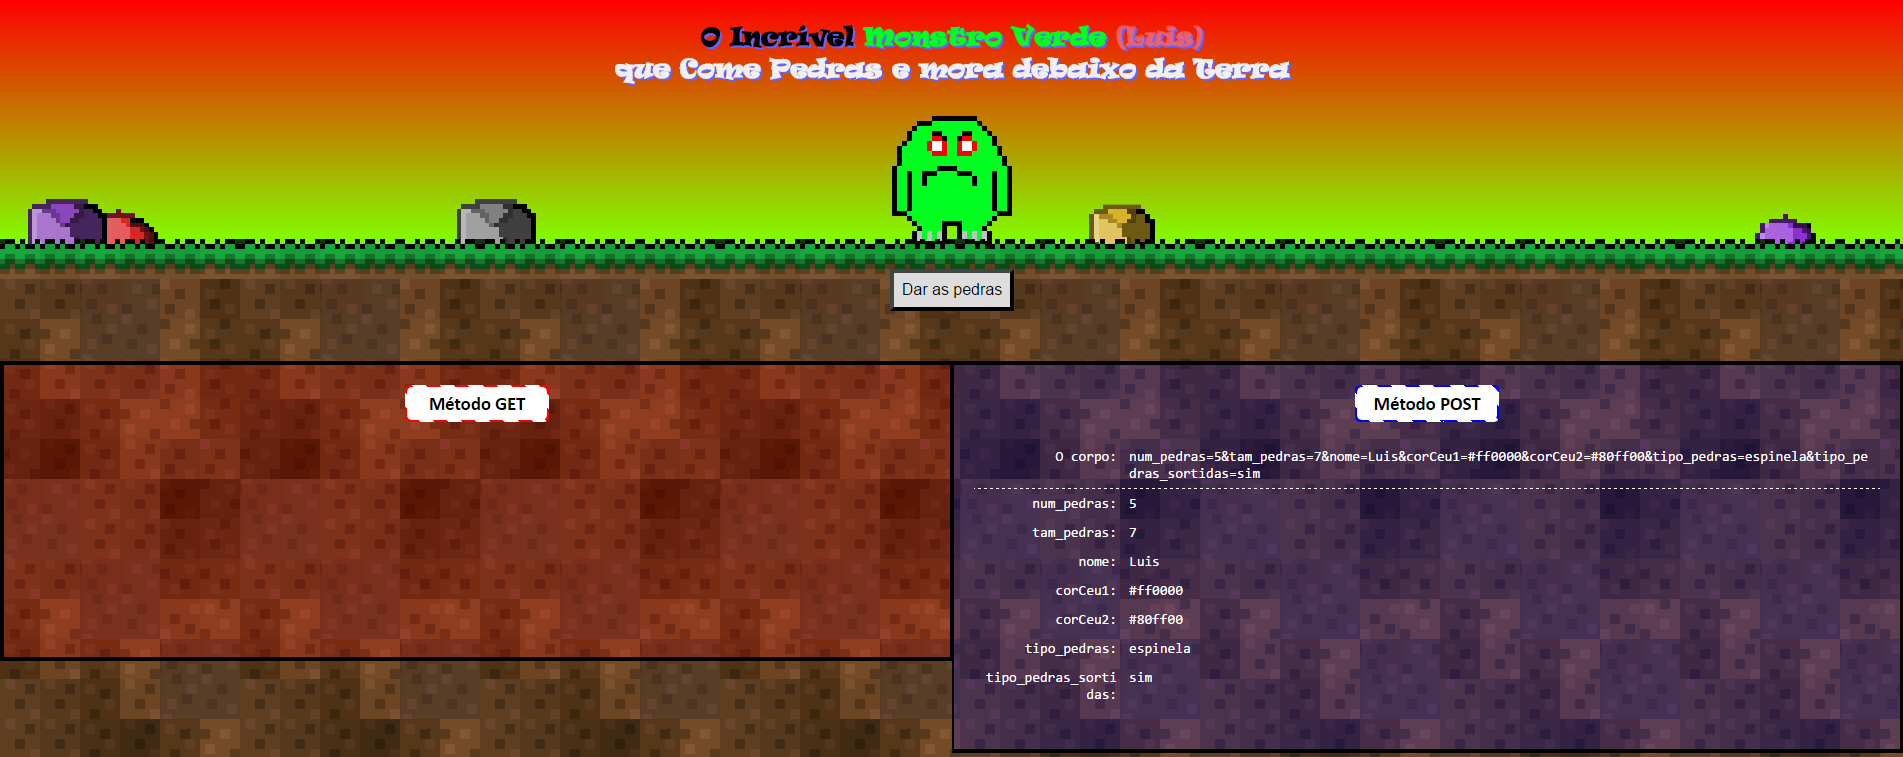 O Incrível Monstro Verde (Luis)
que Come Pedras e mora debaixo da Terra
Dar as pedras
Método GET
Método POST
O corpo: num_pedras=5&tam_pedras=7&nome=Luis&corCeu1=#ff0000&corCeu2=#80ff00&tipo_pedras=espinela&tipo_pe
dras_sortidas=sim
num_pedras: 5
tam_pedras: 7
nome: Luis
corCeu1: #ff0000
corCeu2: #80ff00
tipo_pedras: espinela
tipo_pedras_sorti sim
das: